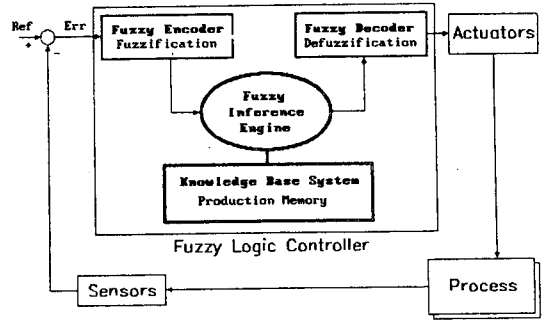 Ref
+
-
Err
Fuzzy Encoder
Fuzzification
Fuzzy Decoder
Defuzzification
Actuators
Fuzzy
Inference
Engine
Knowledge Base System
Production Memory
Fuzzy Logic Controller
Sensors
Process